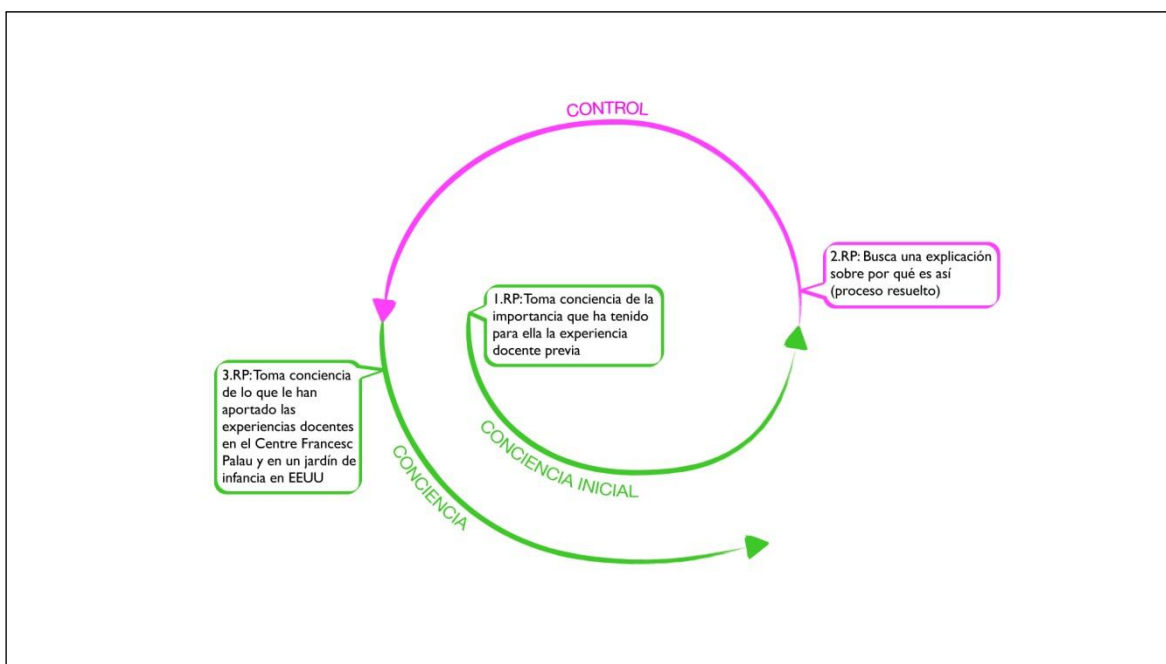 CONTROL
2.RP: Busca una explicación
sobre por qué es así
(proceso resuelto)
1.RP: Toma conciencia de la
importancia que ha tenido
para ella la experiencia
docente previa
3.RP: Toma conciencia
de lo que le han
aportado las
experiencias docentes
en el Centre Francesc
Palau y en un jardín de
infancia en EEUU
CONCIENCIA INICIAL
CONCIENCIA